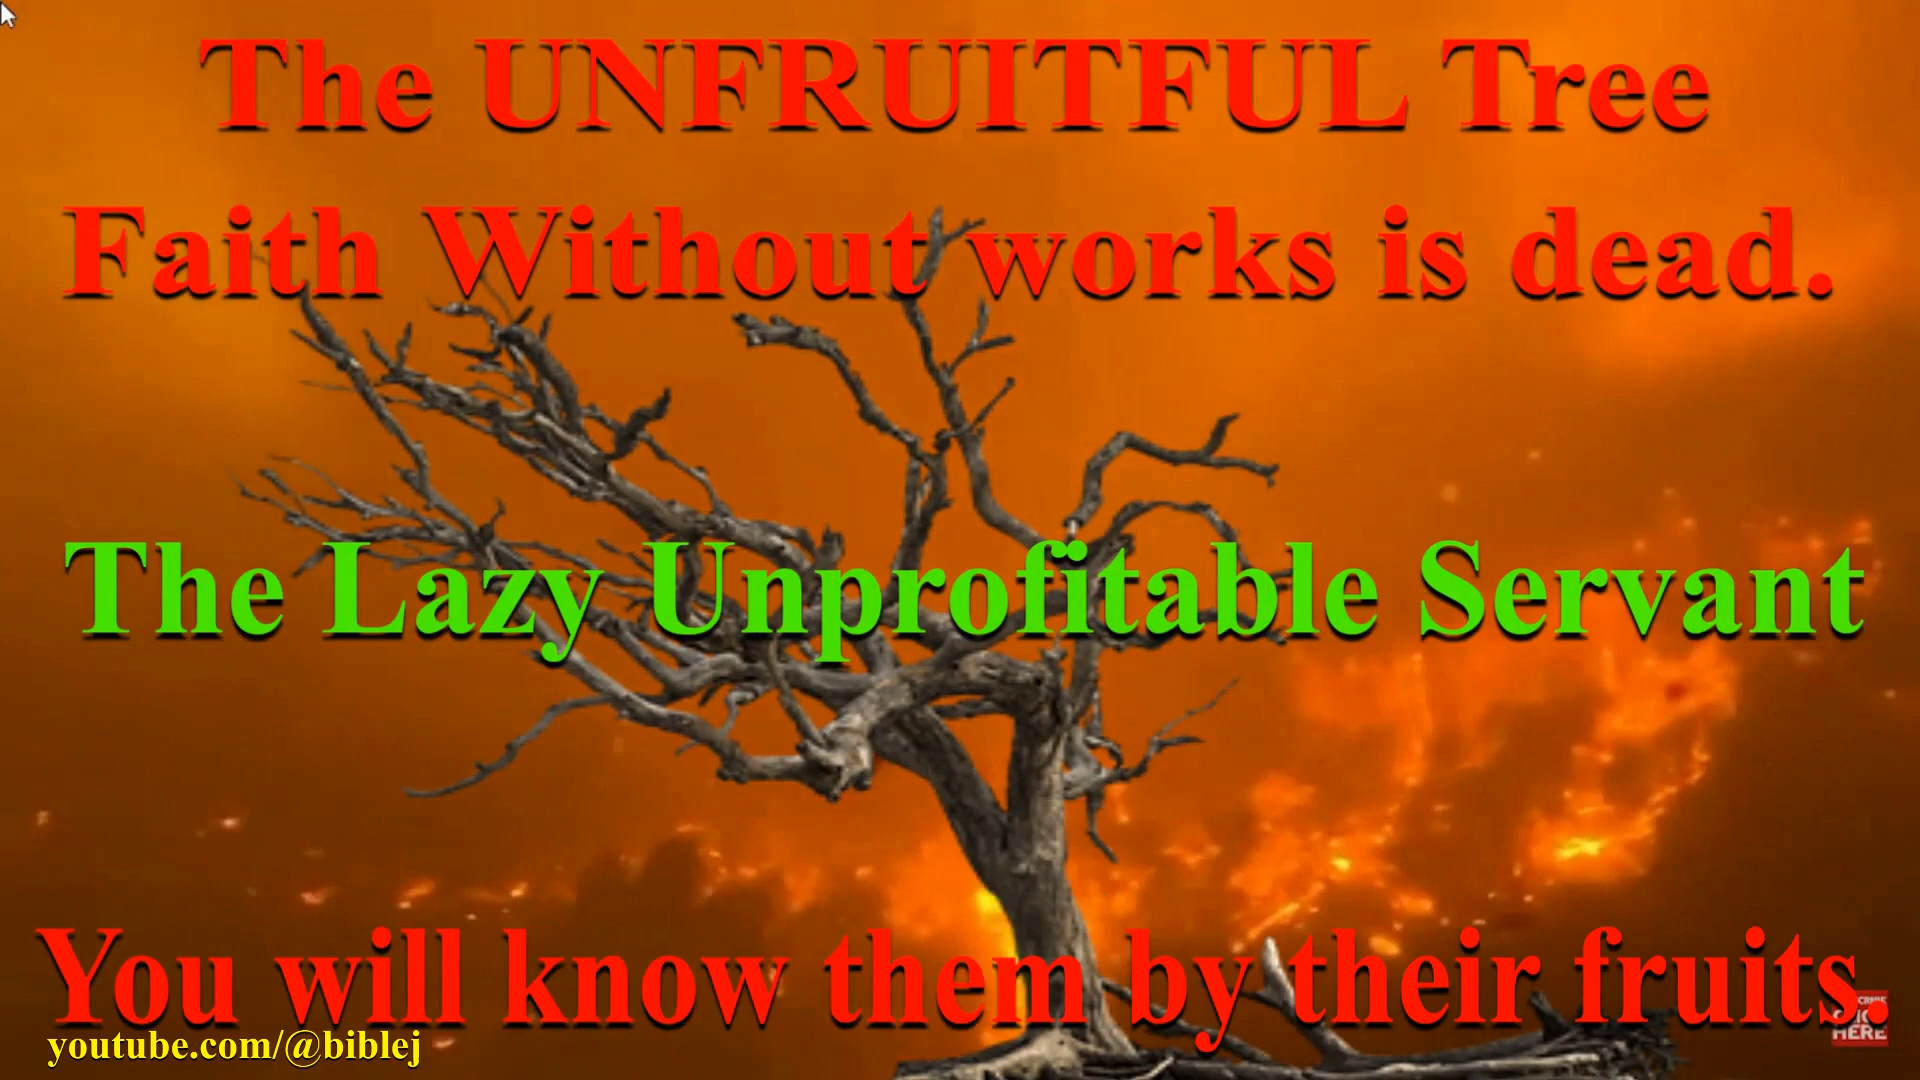 The UNFRUITFUL Tree
Faith Without works is dead.
The Lazy Unprofitable Servant
You will know them by their fruits.
youtube.com/@biblej
HERE